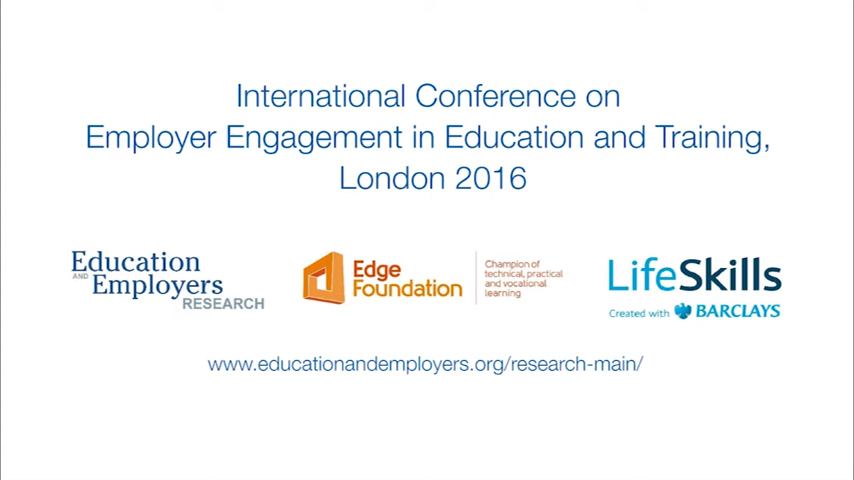 International Conference on
Employer Engagement in Education and Training,
London 2016
Education
AND Employers
RESEARCH
Edge
Foundation
Champion of
technical, practical
and vocational
learning
LifeSkills
Created with BARCLAYS
www.educationandemployers.org/research-main/